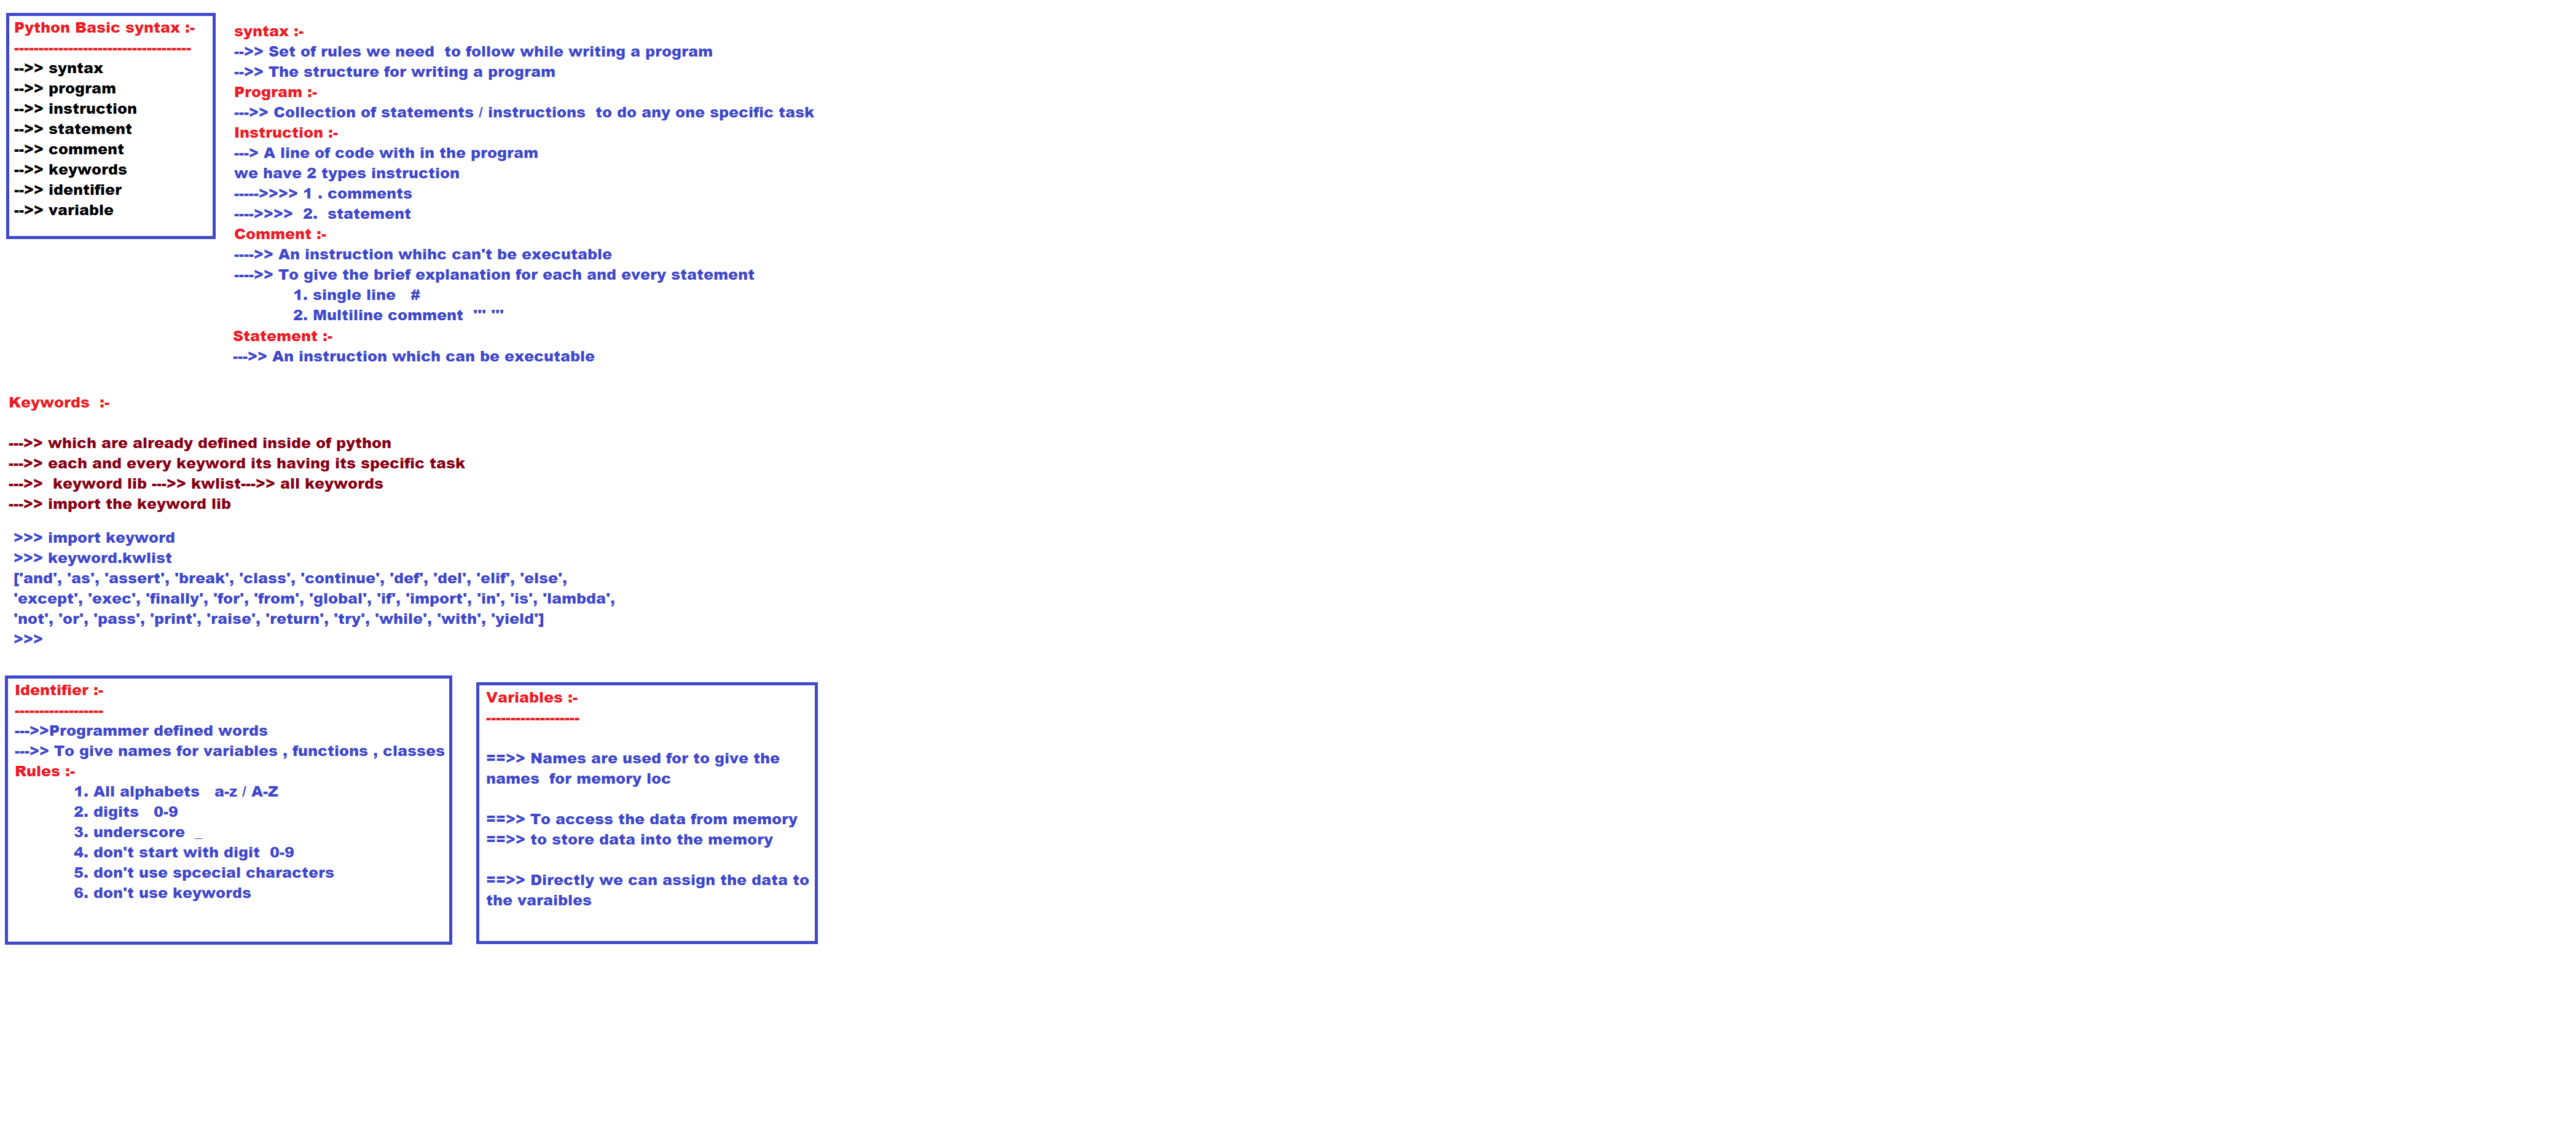 Python Basic syntax :-
------------------------------------
-->> syntax
-->> program
-->> instruction
-->> statement
-->> comment
-->> keywords
-->> identifier
-->> variable
syntax :-
-->> Set of rules we need  to follow while writing a program
-->> The structure for writing a program
Program :-
--->> Collection of statements / instructions  to do any one specific task
Instruction :-
---> A line of code with in the program
we have 2 types instruction
----->>>> 1 . comments
---->>>>  2.  statement
Comment :-
---->> An instruction whihc can't be executable
---->> To give the brief explanation for each and every statement
1. single line   #
2. Multiline comment  ''' '''
Statement :-
--->> An instruction which can be executable
Keywords  :-
--->> which are already defined inside of python
--->> each and every keyword its having its specific task
--->>  keyword lib --->> kwlist--->> all keywords
--->> import the keyword lib
>>> import keyword
>>> keyword.kwlist
['and', 'as', 'assert', 'break', 'class', 'continue', 'def', 'del', 'elif', 'else',
'except', 'exec', 'finally', 'for', 'from', 'global', 'if', 'import', 'in', 'is', 'lambda',
'not', 'or', 'pass', 'print', 'raise', 'return', 'try', 'while', 'with', 'yield']
>>>
Identifier :-
------------------
--->>Programmer defined words
--->> To give names for variables , functions , classes
Rules :-
1. All alphabets   a-z / A-Z
2. digits   0-9
3. underscore  _
4. don't start with digit  0-9
5. don't use spcecial characters
6. don't use keywords
Variables :-
-------------------
==>> Names are used for to give the
names  for memory loc
==>> To access the data from memory
==>> to store data into the memory
==>> Directly we can assign the data to
the varaibles